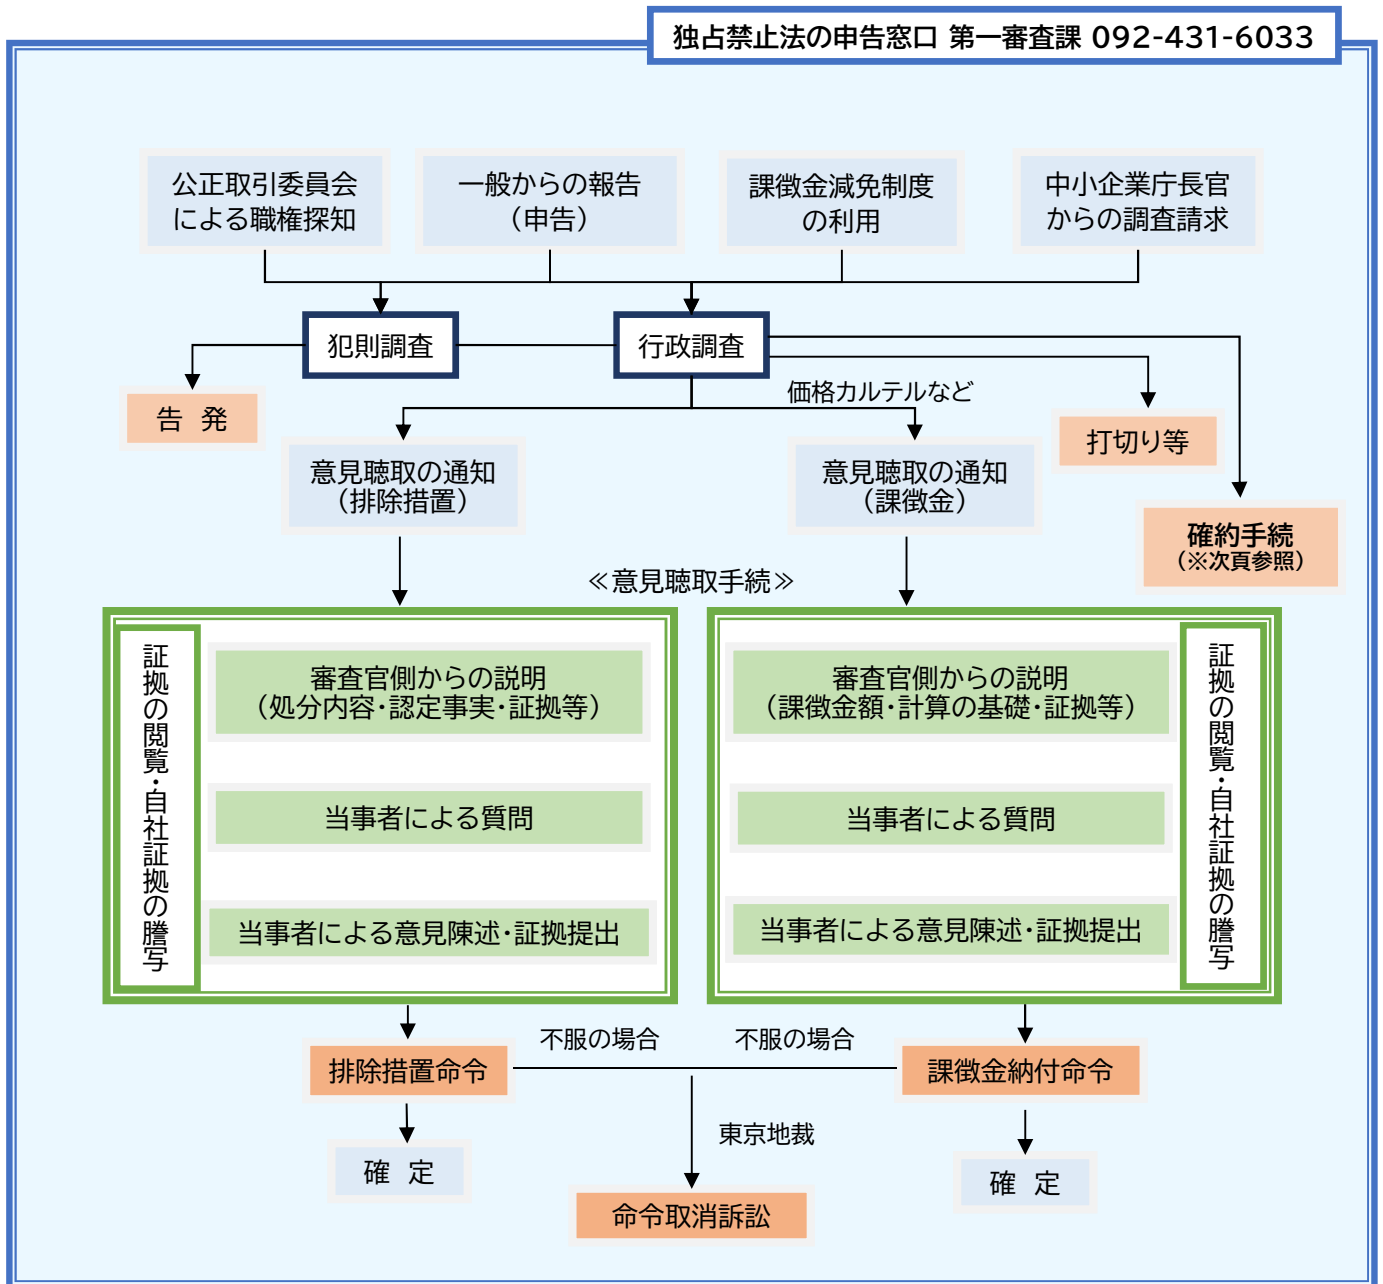 独占禁止法の申告窓口 第一審査課 092-431-6033
公正取引委員会
による職権探知
一般からの報告
（申告）
課徴金減免制度
の利用
中小企業庁長官
からの調査請求
犯則調査
行政調査
告 発
価格カルテルなど
打切り等
意見聴取の通知
（排除措置）
意見聴取の通知
（課徴金）
確約手続
（※次頁参照）
≪意見聴取手続≫
証拠の閲覧・自社証拠の謄写
審査官側からの説明
（処分内容・認定事実・証拠等）
当事者による質問
当事者による意見陳述・証拠提出
審査官側からの説明
（課徴金額・計算の基礎・証拠等）
当事者による質問
当事者による意見陳述・証拠提出
証拠の閲覧・自社証拠の謄写
不服の場合
不服の場合
排除措置命令
課徴金納付命令
東京地裁
確 定
確 定
命令取消訴訟